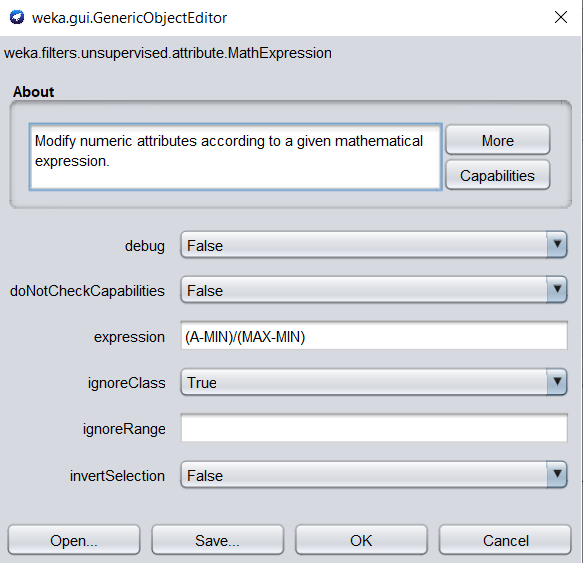 weka.gui.GenericObjectEditor
weka.filters.unsupervised.attribute.MathExpression
About
Modify numeric attributes according to a given mathematical
expression.
More
Capabilities
debug False
doNotCheckCapabilities False
expression (A-MIN)/(MAX-MIN)
ignoreClass True
ignoreRange
invertSelection False
Open... Save... OK Cancel